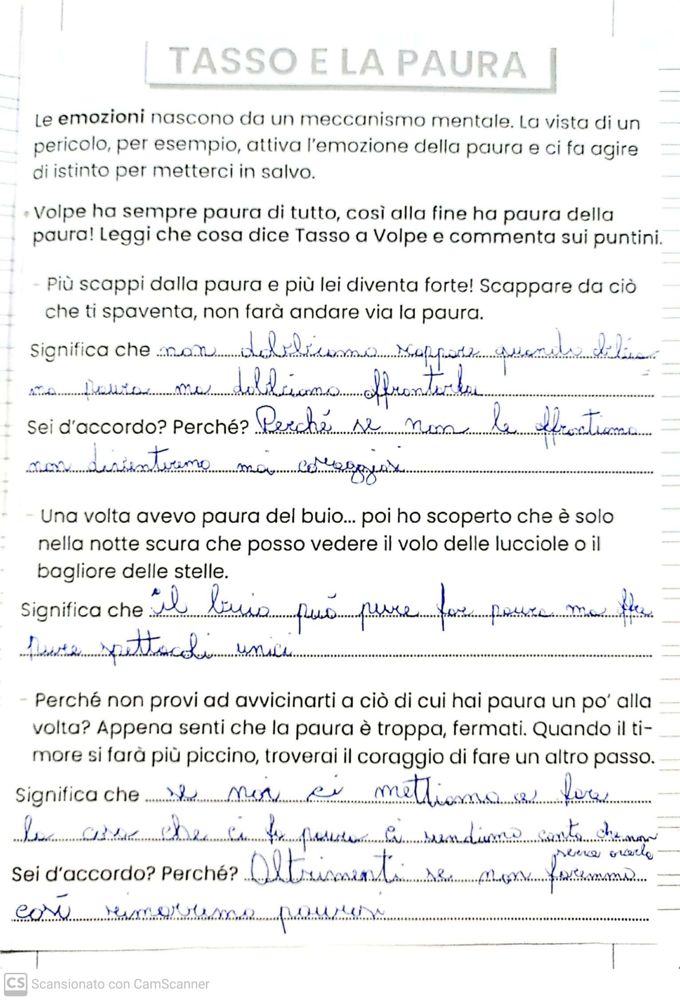 TASSO E LA PAURA
Le emozioni nascono da un meccanismo mentale. La vista di un
pericolo, per esempio, attiva l'emozione della paura e ci fa agire
di istinto per metterci in salvo.
Volpe ha sempre paura di tutto, così alla fine ha paura della
paura! Leggi che cosa dice Tasso a Volpe e commenta sui puntini.
- Più scappi dalla paura e più lei diventa forte! Scappare da ciò
che ti spaventa, non farà andare via la paura.
Significa che non dobbiamo scappare quando abbia=
mo paura ma dobbiamo affrontarla
Sei d'accordo? Perché? Perché se non le affrontiamo
non diventeremo mai coraggiosi
- Una volta avevo paura del buio... poi ho scoperto che è solo
nella notte scura che posso vedere il volo delle lucciole o il
bagliore delle stelle.
Significa che il buio può pure far paura ma offre
pure spettacoli unici
- Perché non provi ad avvicinarti a ciò di cui hai paura un po' alla
volta? Appena senti che la paura è troppa, fermati. Quando il ti-
more si farà più piccino, troverai il coraggio di fare un altro passo.
Significa che se noi ci mettiamo a fare
la cosa che ci fa paura ci rendiamo conto che non
Sei d'accordo? Perché? Altrimenti se non faremmo
così rimarremo paurosi
CS Scansionato con CamScanner